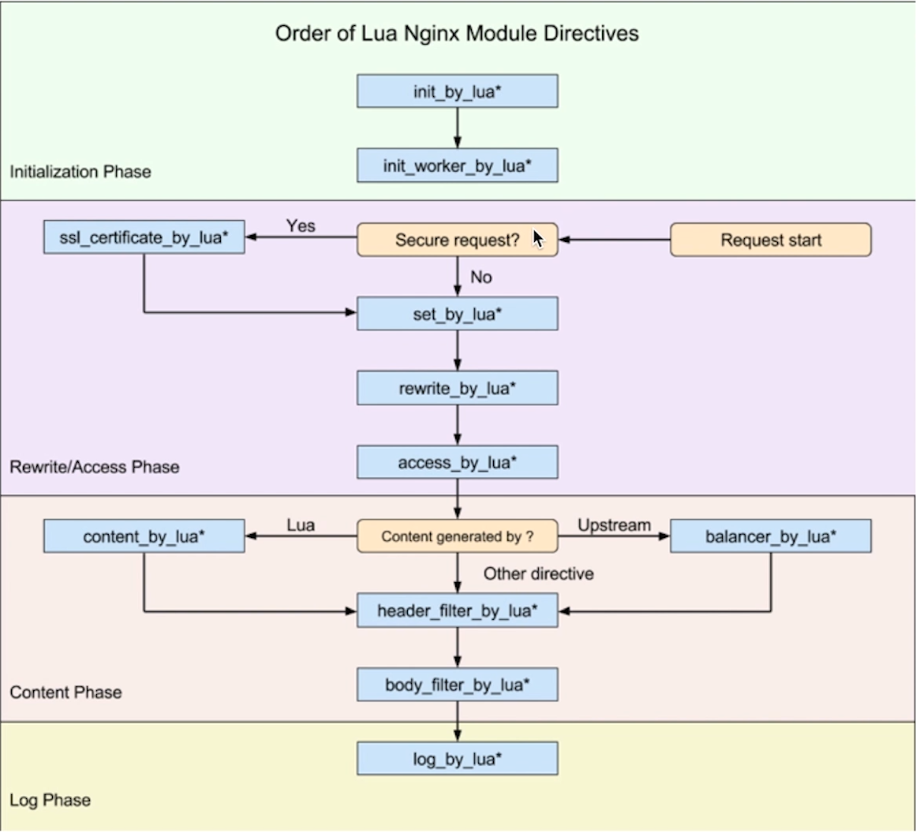 Order of Lua Nginx Module Directives
init_by_lua*
init_worker_by_lua*
Initialization Phase
ssl_certificate_by_lua*
Yes
Secure request?
Request start
No
set_by_lua*
rewrite_by_lua*
access_by_lua*
Rewrite/Access Phase
content_by_lua*
Lua
Content generated by ?
Upstream
balancer_by_lua*
Other directive
header_filter_by_lua*
body_filter_by_lua*
Content Phase
log_by_lua*
Log Phase